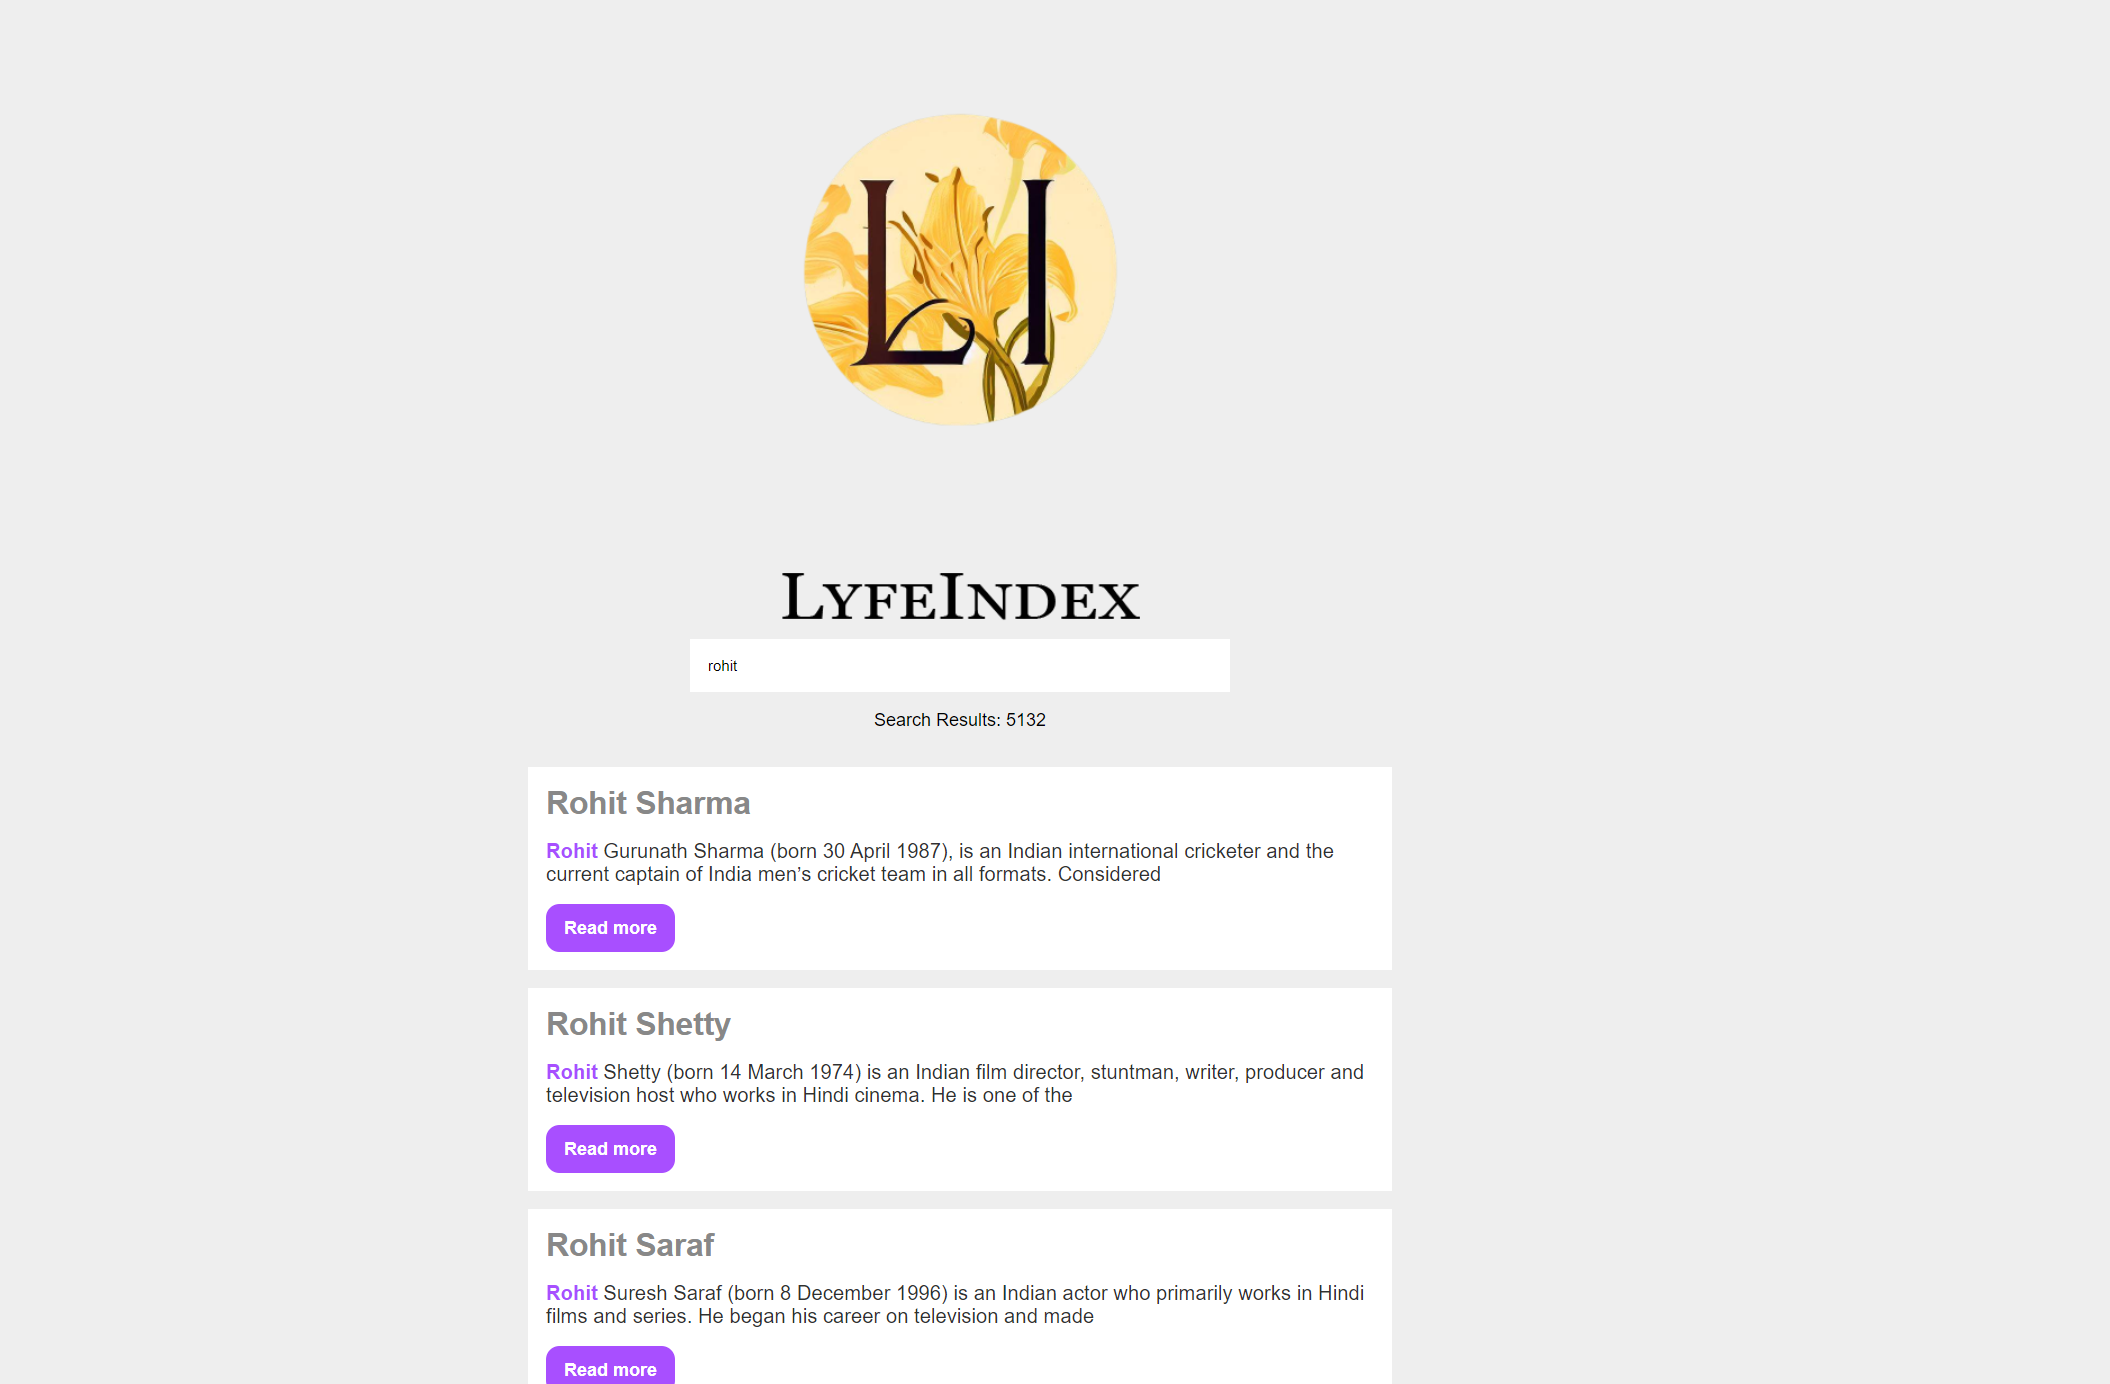 LI
LYFEINDEX
rohit
Search Results: 5132
Rohit Sharma
Rohit Gurunath Sharma (born 30 April 1987), is an Indian international cricketer and the
current captain of India men’s cricket team in all formats. Considered
Read more
Rohit Shetty
Rohit Shetty (born 14 March 1974) is an Indian film director, stuntman, writer, producer and
television host who works in Hindi cinema. He is one of the
Read more
Rohit Saraf
Rohit Suresh Saraf (born 8 December 1996) is an Indian actor who primarily works in Hindi
films and series. He began his career on television and made
Read more